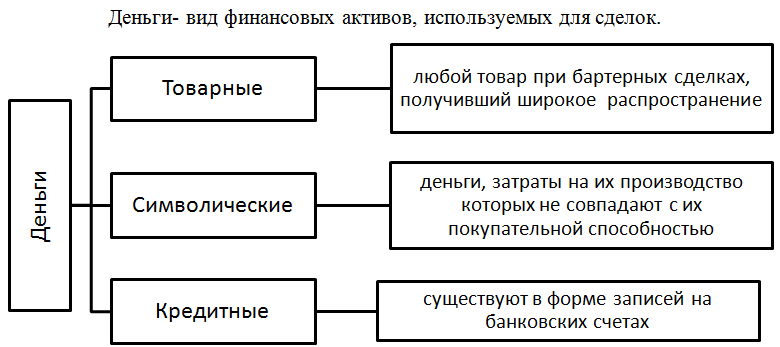 Деньги- вид финансовых активов, используемых для сделок.
Деньги
Товарные
любой товар при бартерных сделках,
получивший широкое распространение
Символические
деньги, затраты на их производство
которых не совпадают с их
покупательной способностью
Кредитные
существуют в форме записей на
банковских счетах